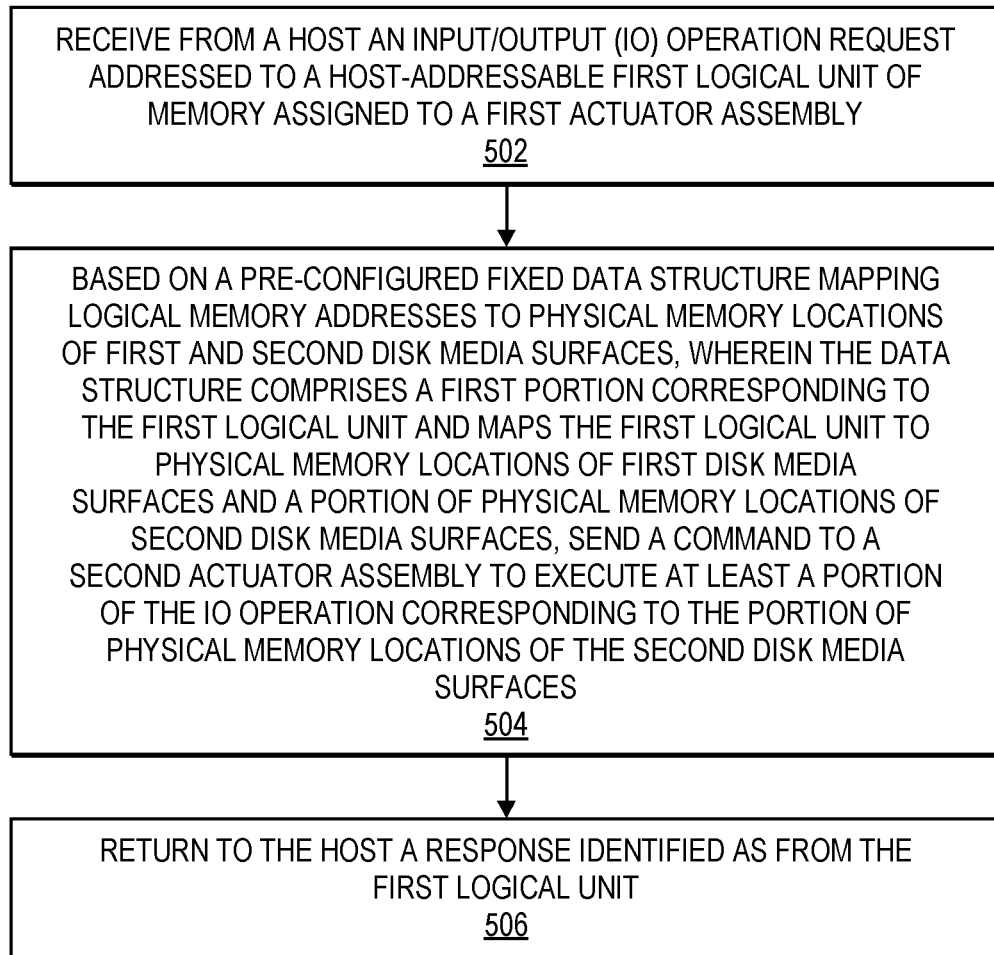 RECEIVE FROM A HOST AN INPUT/OUTPUT (IO) OPERATION REQUEST
ADDRESSED TO A HOST-ADDRESSABLE FIRST LOGICAL UNIT OF
MEMORY ASSIGNED TO A FIRST ACTUATOR ASSEMBLY
502
BASED ON A PRE-CONFIGURED FIXED DATA STRUCTURE MAPPING
LOGICAL MEMORY ADDRESSES TO PHYSICAL MEMORY LOCATIONS
OF FIRST AND SECOND DISK MEDIA SURFACES, WHEREIN THE DATA
STRUCTURE COMPRISES A FIRST PORTION CORRESPONDING TO
THE FIRST LOGICAL UNIT AND MAPS THE FIRST LOGICAL UNIT TO
PHYSICAL MEMORY LOCATIONS OF FIRST DISK MEDIA
SURFACES AND A PORTION OF PHYSICAL MEMORY LOCATIONS OF
SECOND DISK MEDIA SURFACES, SEND A COMMAND TO A
SECOND ACTUATOR ASSEMBLY TO EXECUTE AT LEAST A PORTION
OF THE IO OPERATION CORRESPONDING TO THE PORTION OF
PHYSICAL MEMORY LOCATIONS OF THE SECOND DISK MEDIA
SURFACES
504
RETURN TO THE HOST A RESPONSE IDENTIFIED AS FROM THE
FIRST LOGICAL UNIT
506